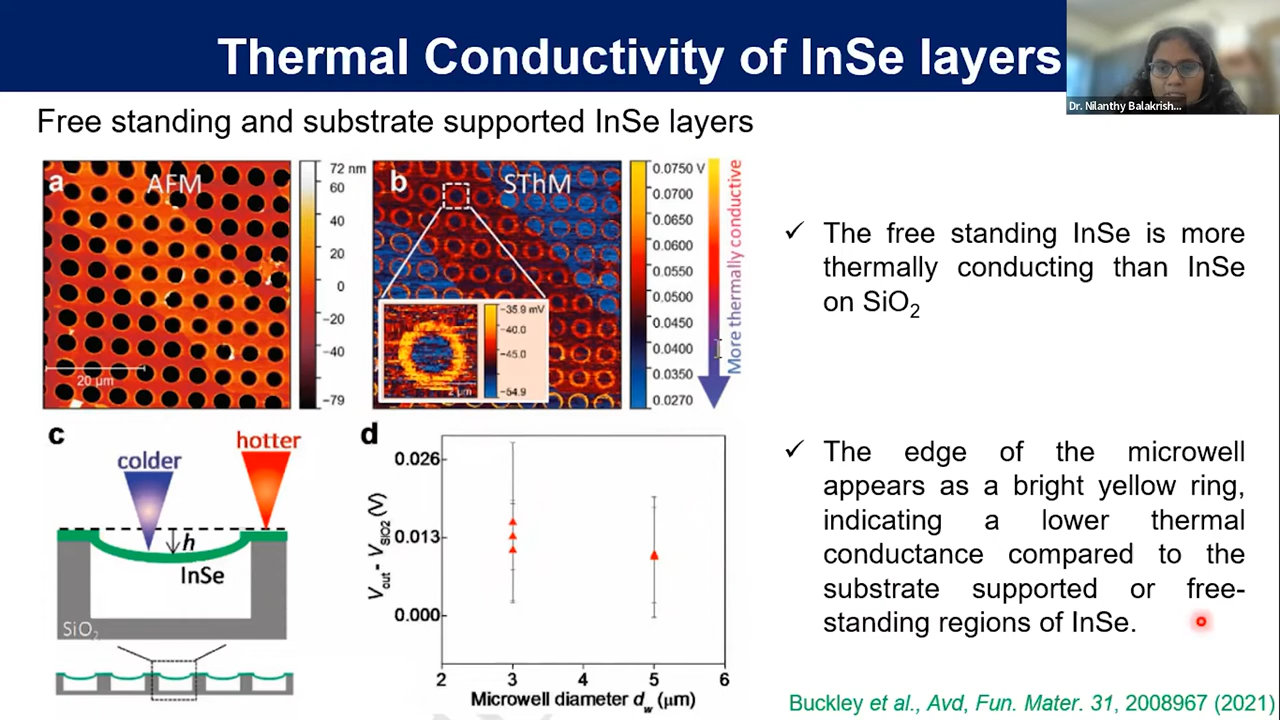 Thermal Conductivity of InSe layers
Dr. Nilanthy Balakrish...
Free standing and substrate supported InSe layers
a
AFM
20 μm
72 nm
60
40
20
0
−20
−40
−79
b
SThM
2 μm
−35.9 mV
−40.0
−45.0
−54.9
0.0750 V
0.0700
0.0650
0.0600
0.0550
0.0500
0.0450
0.0400
0.0350
0.0270
More thermally conductive
✓ The free standing InSe is more
thermally conducting than InSe
on SiO₂
c
colder
hotter
h
InSe
SiO₂
d
0.026
0.013
0.000
V_out - V_SiO2 (V)
2
3
4
5
6
Microwell diameter d_w (μm)
✓ The edge of the microwell
appears as a bright yellow ring,
indicating a lower thermal
conductance compared to the
substrate supported or free-
standing regions of InSe.
Buckley et al., Avd, Fun. Mater. 31, 2008967 (2021)